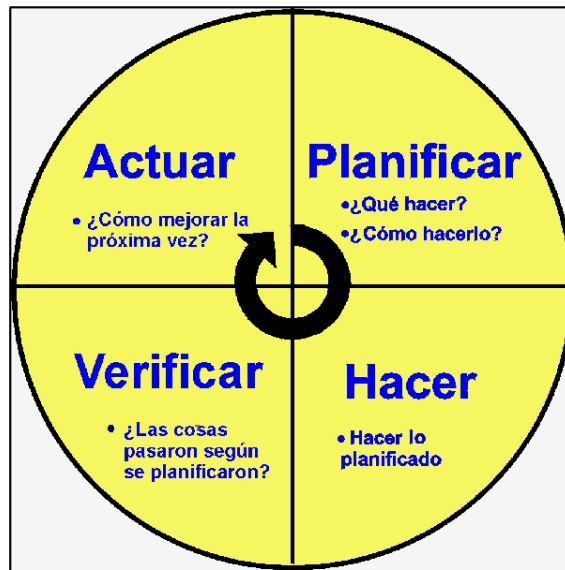 Actuar
• ¿Cómo mejorar la
próxima vez?
Planificar
•¿Qué hacer?
•¿Cómo hacerlo?
Verificar
• ¿Las cosas
pasaron según
se planificaron?
Hacer
• Hacer lo
planificado